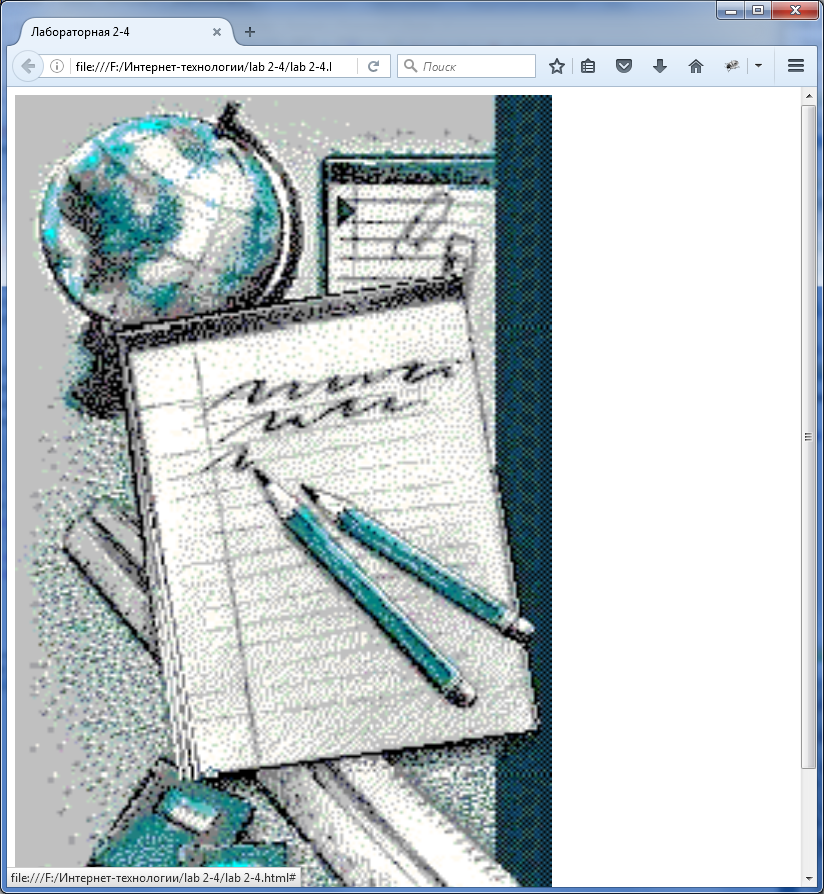 Лабораторная 2-4
file:///F:/Интернет-технологии/lab 2-4/lab 2-4.l
Поиск
file:///F:/Интернет-технологии/lab 2-4/lab 2-4.html#